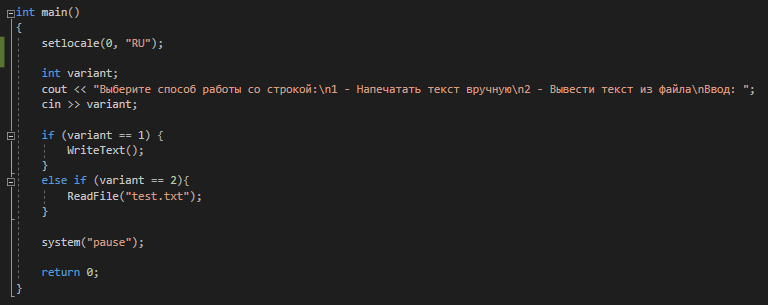 int main()
{
setlocale(0, "RU");
int variant;
cout << "Выберите способ работы со строкой:\n1 - Напечатать текст вручную\n2 - Вывести текст из файла\nВвод: ";
cin >> variant;
if (variant == 1) {
WriteText();
}
else if (variant == 2){
ReadFile("test.txt");
}
system("pause");
return 0;
}